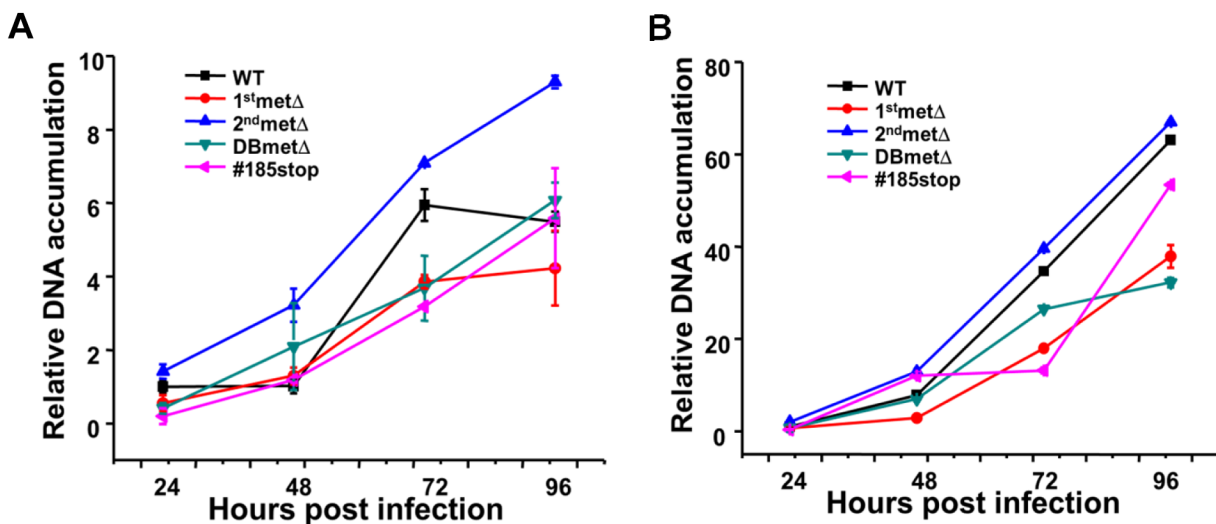 A
Relative DNA accumulation
10
8
6
4
2
0
WT
1stmetΔ
2ndmetΔ
DBmetΔ
#185stop
24 48 72 96
Hours post infection
B
Relative DNA accumulation
80
60
40
20
0
WT
1stmetΔ
2ndmetΔ
DBmetΔ
#185stop
24 48 72 96
Hours post infection